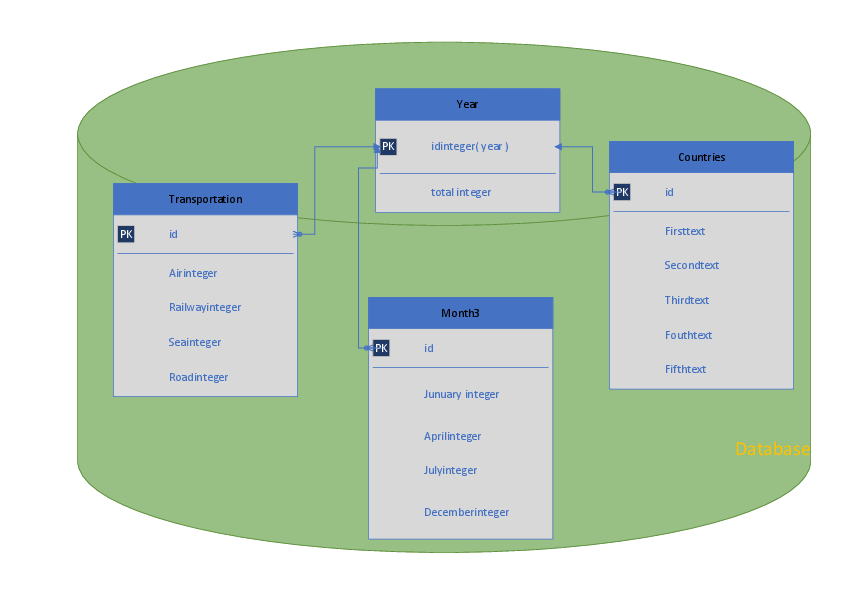 Year
PK
idinteger( year )
total integer
Countries
PK
id
Firsttext
Secondtext
Thirdtext
Fouthtext
Fifthtext
Transportation
PK
id
Airinteger
Railwayinteger
Seainteger
Roadinteger
Month3
PK
id
Junuary integer
Aprilinteger
Julyinteger
Decemberinteger
Database